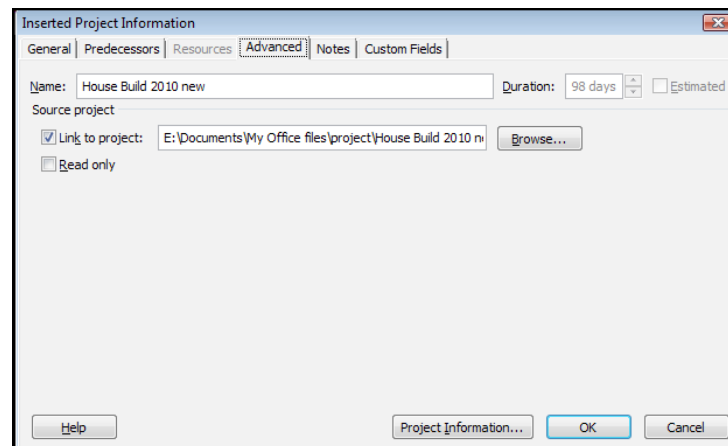 Inserted Project Information
General Predecessors Resources Advanced Notes Custom Fields
Name: House Build 2010 new Duration: 98 days Estimated
Source project
Link to project: E:\Documents\My Office files\project\House Build 2010 n Browse...
Read only
Help Project Information... OK Cancel